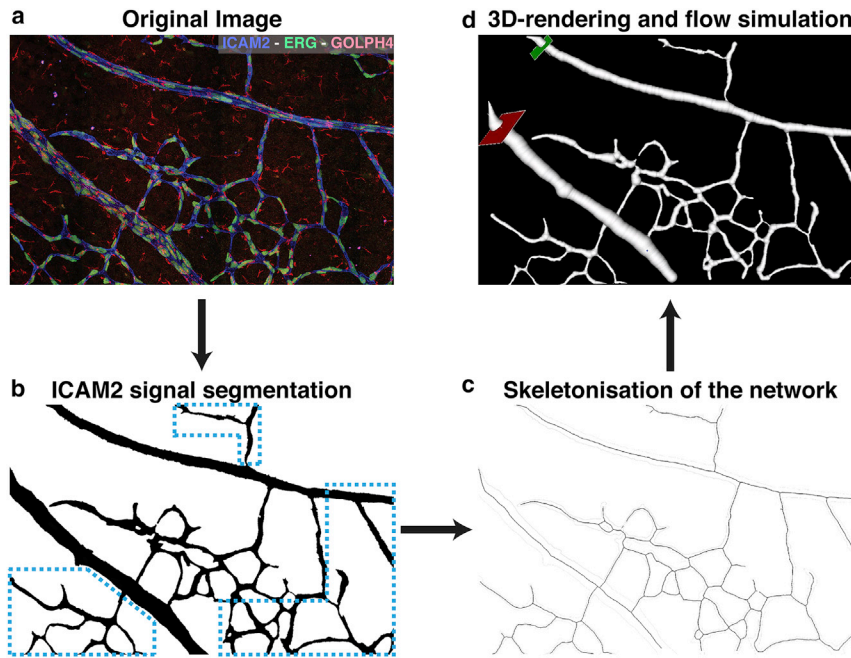 a
Original Image
ICAM2 - ERG - GOLPH4
d
3D-rendering and flow simulation
b
ICAM2 signal segmentation
c
Skeletonisation of the network